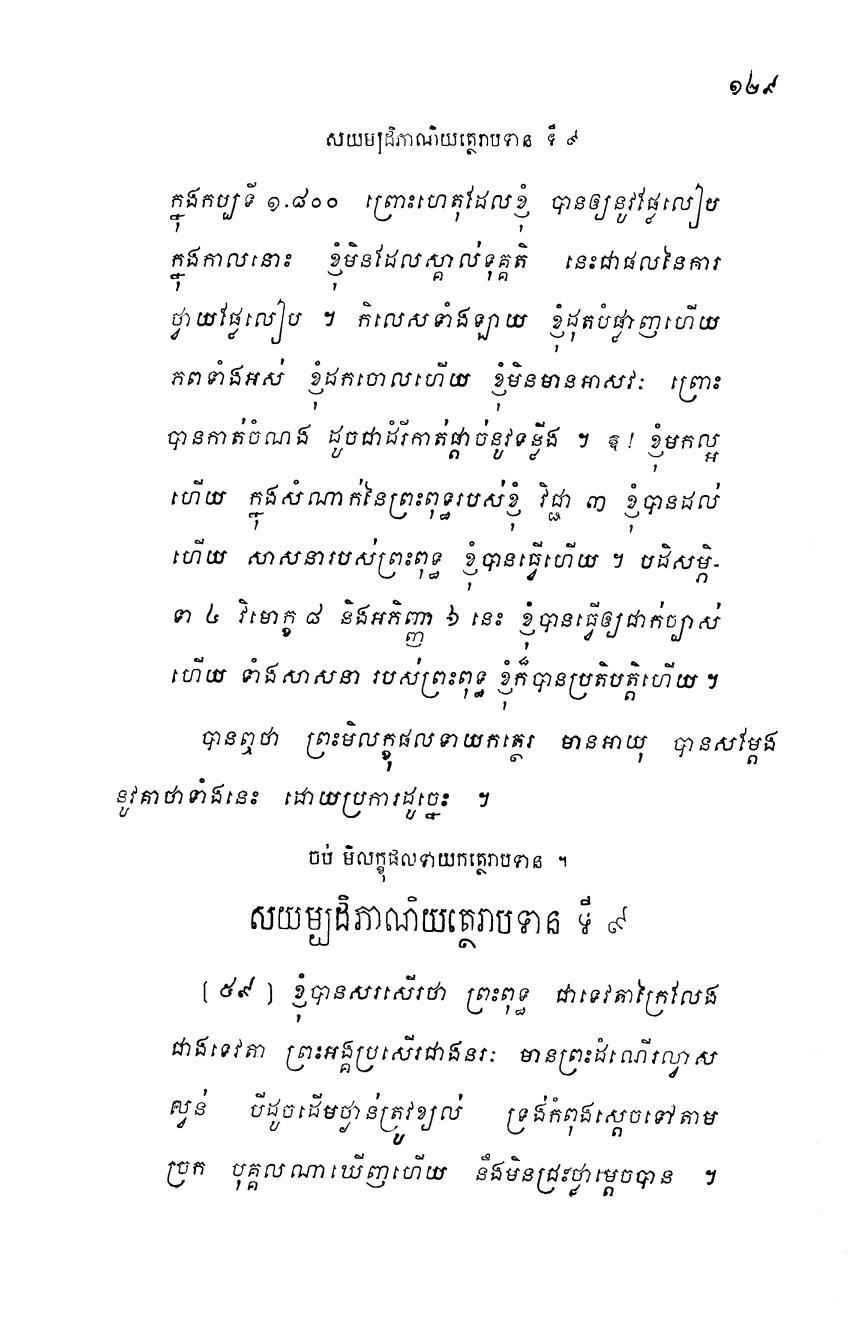 ១២៩
សយម្បដិភាណិយត្ថេរាបទាន ទី ៩
ក្នុងកប្បទី ១.៨០០ ព្រោះហេតុដែលខ្ញុំ បានឲ្យនូវផ្លែលៀប
ក្នុងកាលនោះ ខ្ញុំមិនដែលស្គាល់ទុគ្គតិ នេះជាផលនៃការ
ថ្វាយផ្លែលៀប ។ កិលេសទាំងឡាយ ខ្ញុំដុតបំផ្លាញហើយ
ភពទាំងអស់ ខ្ញុំដកចោលហើយ ខ្ញុំមិនមានអាសវៈ ព្រោះ
បានកាត់ចំណង ដូចជាដំរីកាត់ផ្តាច់នូវទន្លីង ។ ឱ! ខ្ញុំមកល្អ
ហើយ ក្នុងសំណាក់នៃព្រះពុទ្ធរបស់ខ្ញុំ វិជ្ជា ៣ ខ្ញុំបានដល់
ហើយ សាសនារបស់ព្រះពុទ្ធ ខ្ញុំបានធ្វើហើយ ។ បដិសម្ភិ-
ទា ៤ វិមោក្ខ ៨ និងអភិញ្ញា ៦ នេះ ខ្ញុំបានធ្វើឲ្យជាក់ច្បាស់
ហើយ ទាំងសាសនា របស់ព្រះពុទ្ធ ខ្ញុំក៏បានប្រតិបត្តិហើយ ។
បានឮថា ព្រះមិលក្ខុផលទាយកត្ថេរ មានអាយុ បានសម្តែង
នូវគាថាទាំងនេះ ដោយប្រការដូច្នេះ ។
ចប់ មិលក្ខុផលទាយកត្ថេរាបទាន ។
សយម្បដិភាណិយត្ថេរាបទាន ទី ៩
[ ៥៩ ] ខ្ញុំបានសរសើរថា ព្រះពុទ្ធ ជាទេវតាក្រៃលែង
ជាងទេវតា ព្រះអង្គប្រសើរជាងនរៈ មានព្រះដំណើរល្វាស
ល្វន់ បីដូចដើមថ្ងាន់ត្រូវខ្យល់ ទ្រង់កំពុងស្តេចទៅតាម
ច្រក បុគ្គលណាឃើញហើយ នឹងមិនជ្រះថ្លាម្តេចបាន ។